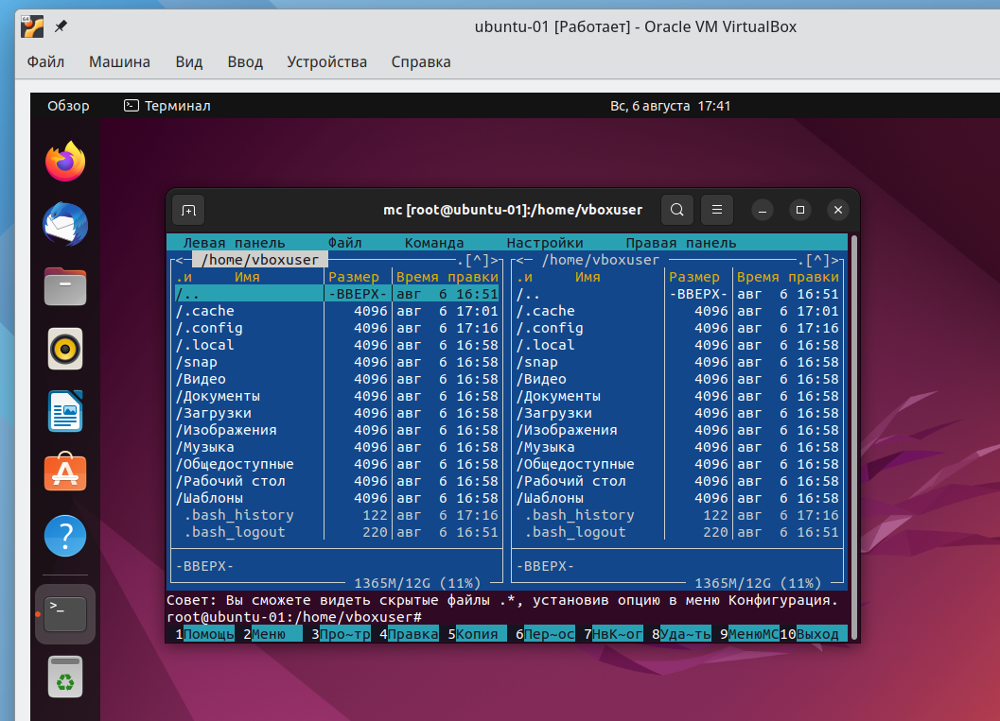 ubuntu-01 [Работает] - Oracle VM VirtualBox
Файл Машина Вид Ввод Устройства Справка
Обзор Терминал Вс, 6 августа 17:41
mc [root@ubuntu-01]:/home/vboxuser
Левая панель Файл Команда Настройки Правая панель
<─ /home/vboxuser .[^]> <─ /home/vboxuser .[^]>
.и Имя Размер Время правки .и Имя Размер Время правки
/.. -ВВЕРХ- авг 6 16:51 /.. -ВВЕРХ- авг 6 16:51
/.cache 4096 авг 6 17:01 /.cache 4096 авг 6 17:01
/.config 4096 авг 6 17:16 /.config 4096 авг 6 17:16
/.local 4096 авг 6 16:58 /.local 4096 авг 6 16:58
/snap 4096 авг 6 16:58 /snap 4096 авг 6 16:58
/Видео 4096 авг 6 16:58 /Видео 4096 авг 6 16:58
/Документы 4096 авг 6 16:58 /Документы 4096 авг 6 16:58
/Загрузки 4096 авг 6 16:58 /Загрузки 4096 авг 6 16:58
/Изображения 4096 авг 6 16:58 /Изображения 4096 авг 6 16:58
/Музыка 4096 авг 6 16:58 /Музыка 4096 авг 6 16:58
/Общедоступные 4096 авг 6 16:58 /Общедоступные 4096 авг 6 16:58
/Рабочий стол 4096 авг 6 16:58 /Рабочий стол 4096 авг 6 16:58
/Шаблоны 4096 авг 6 16:58 /Шаблоны 4096 авг 6 16:58
.bash_history 122 авг 6 17:16 .bash_history 122 авг 6 17:16
.bash_logout 220 авг 6 16:51 .bash_logout 220 авг 6 16:51
-ВВЕРХ- -ВВЕРХ-
1365M/12G (11%) 1365M/12G (11%)
Совет: Вы сможете видеть скрытые файлы .*, установив опцию в меню Конфигурация.
root@ubuntu-01:/home/vboxuser#
1Помощь 2Меню 3Про~тр 4Правка 5Копия 6Пер~ос 7НвК~ог 8Уда~ть 9МенюMC10Выход